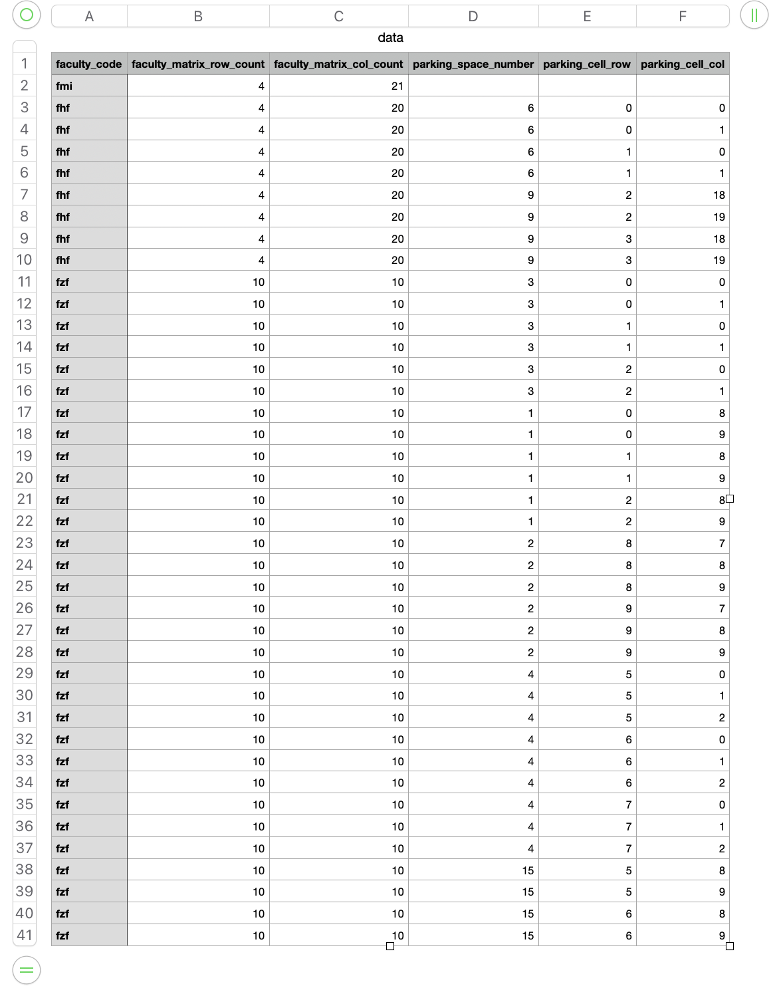 A B C D E F
data
1 faculty_code faculty_matrix_row_count faculty_matrix_col_count parking_space_number parking_cell_row parking_cell_col
2 fmi 4 21
3 fhf 4 20 6 0 0
4 fhf 4 20 6 0 1
5 fhf 4 20 6 1 0
6 fhf 4 20 6 1 1
7 fhf 4 20 9 2 18
8 fhf 4 20 9 2 19
9 fhf 4 20 9 3 18
10 fhf 4 20 9 3 19
11 fzf 10 10 3 0 0
12 fzf 10 10 3 0 1
13 fzf 10 10 3 1 0
14 fzf 10 10 3 1 1
15 fzf 10 10 3 2 0
16 fzf 10 10 3 2 1
17 fzf 10 10 1 0 8
18 fzf 10 10 1 0 9
19 fzf 10 10 1 1 8
20 fzf 10 10 1 1 9
21 fzf 10 10 1 2 8
22 fzf 10 10 1 2 9
23 fzf 10 10 2 8 7
24 fzf 10 10 2 8 8
25 fzf 10 10 2 8 9
26 fzf 10 10 2 9 7
27 fzf 10 10 2 9 8
28 fzf 10 10 2 9 9
29 fzf 10 10 4 5 0
30 fzf 10 10 4 5 1
31 fzf 10 10 4 5 2
32 fzf 10 10 4 6 0
33 fzf 10 10 4 6 1
34 fzf 10 10 4 6 2
35 fzf 10 10 4 7 0
36 fzf 10 10 4 7 1
37 fzf 10 10 4 7 2
38 fzf 10 10 15 5 8
39 fzf 10 10 15 5 9
40 fzf 10 10 15 6 8
41 fzf 10 10 15 6 9